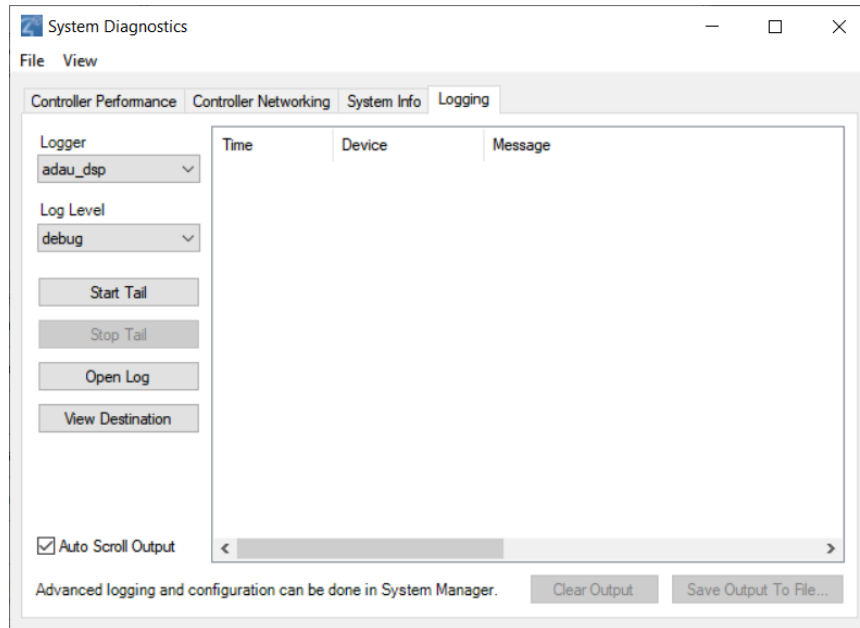 System Diagnostics
File View
Controller Performance Controller Networking System Info Logging
Logger
adau_dsp
Log Level
debug
Start Tail
Stop Tail
Open Log
View Destination
Auto Scroll Output
Time Device Message
Advanced logging and configuration can be done in System Manager.
Clear Output Save Output To File...